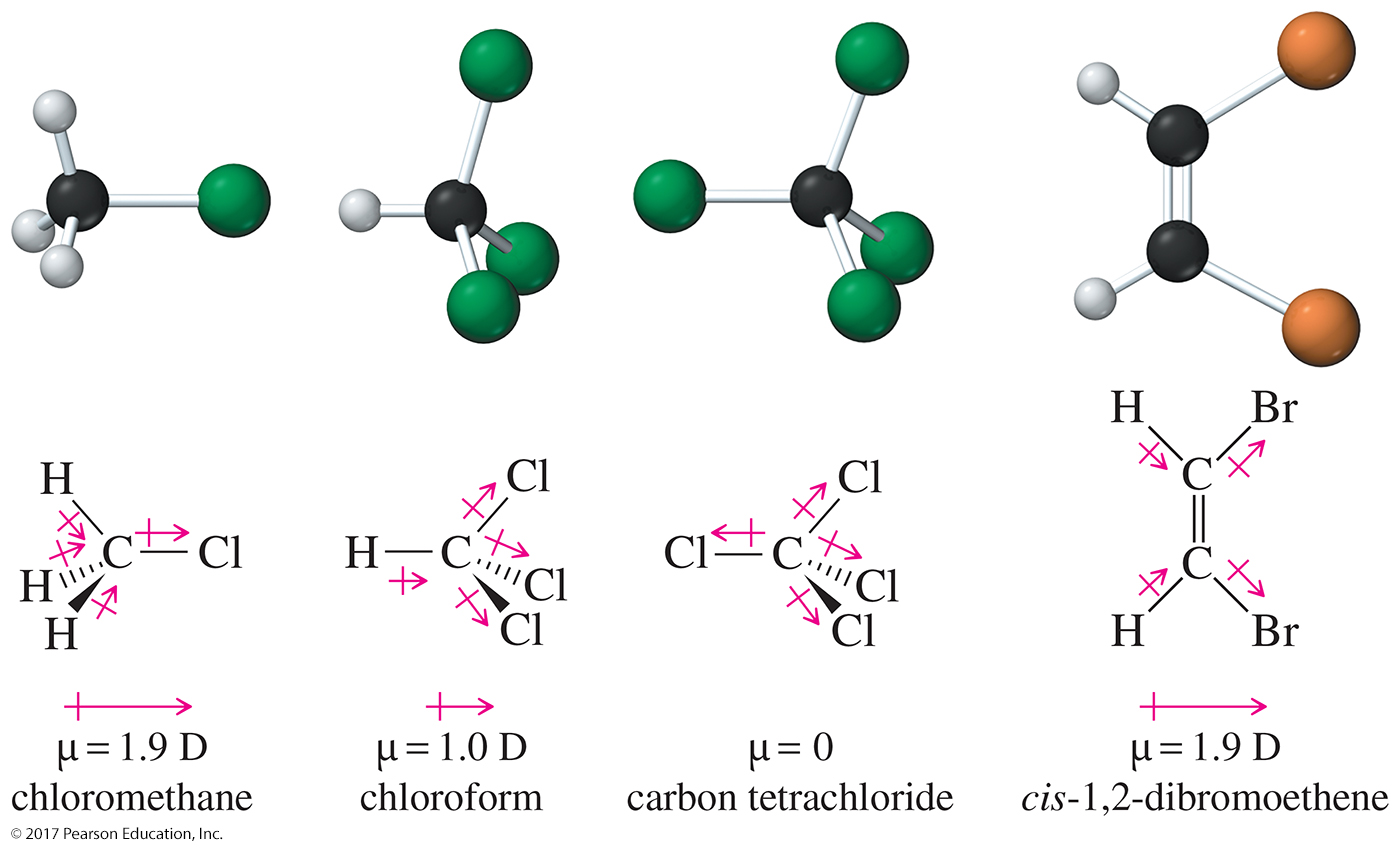 H Br
C
H Cl Cl
C Cl H C Cl C C
H Cl Cl
H Cl Cl H Br
μ = 1.9 D μ = 1.0 D μ = 0 μ = 1.9 D
chloromethane chloroform carbon tetrachloride cis-1,2-dibromoethene
© 2017 Pearson Education, Inc.